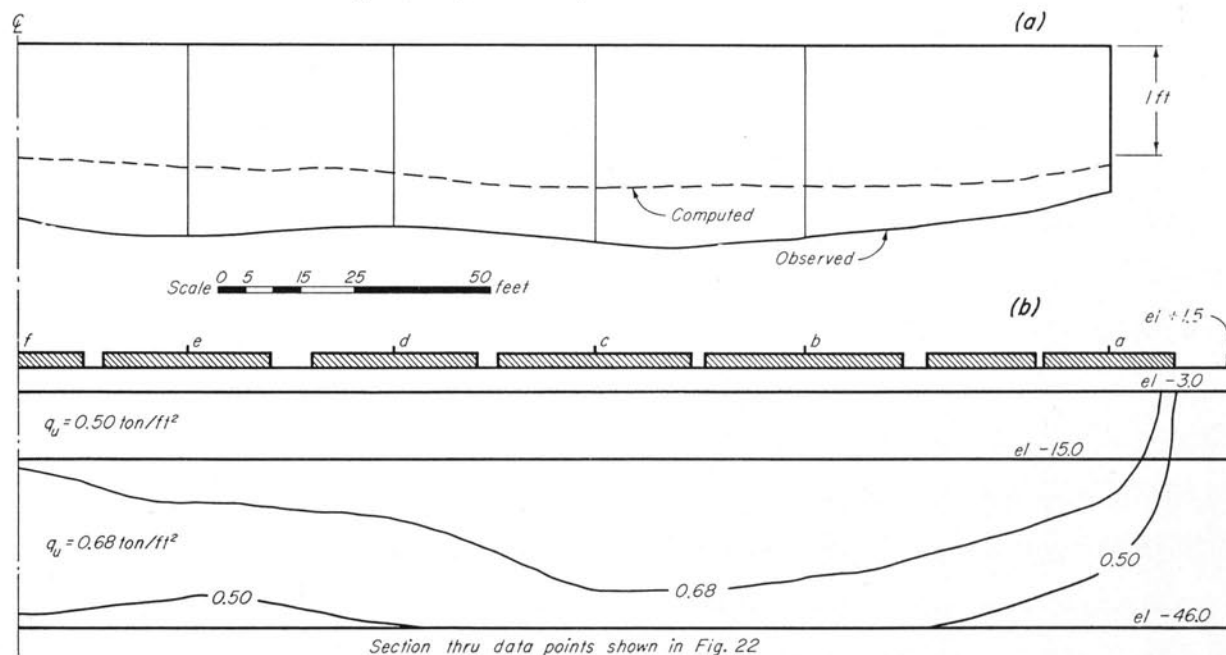 ℄
(a)
1 ft
Computed
Observed
Scale 0 5 15 25 50 feet
(b)
el + 1.5
f e d c b a
el -3.0
qu = 0.50 ton/ft²
el -15.0
qu = 0.68 ton/ft²
0.50
0.68
0.50
el -46.0
Section thru data points shown in Fig. 22